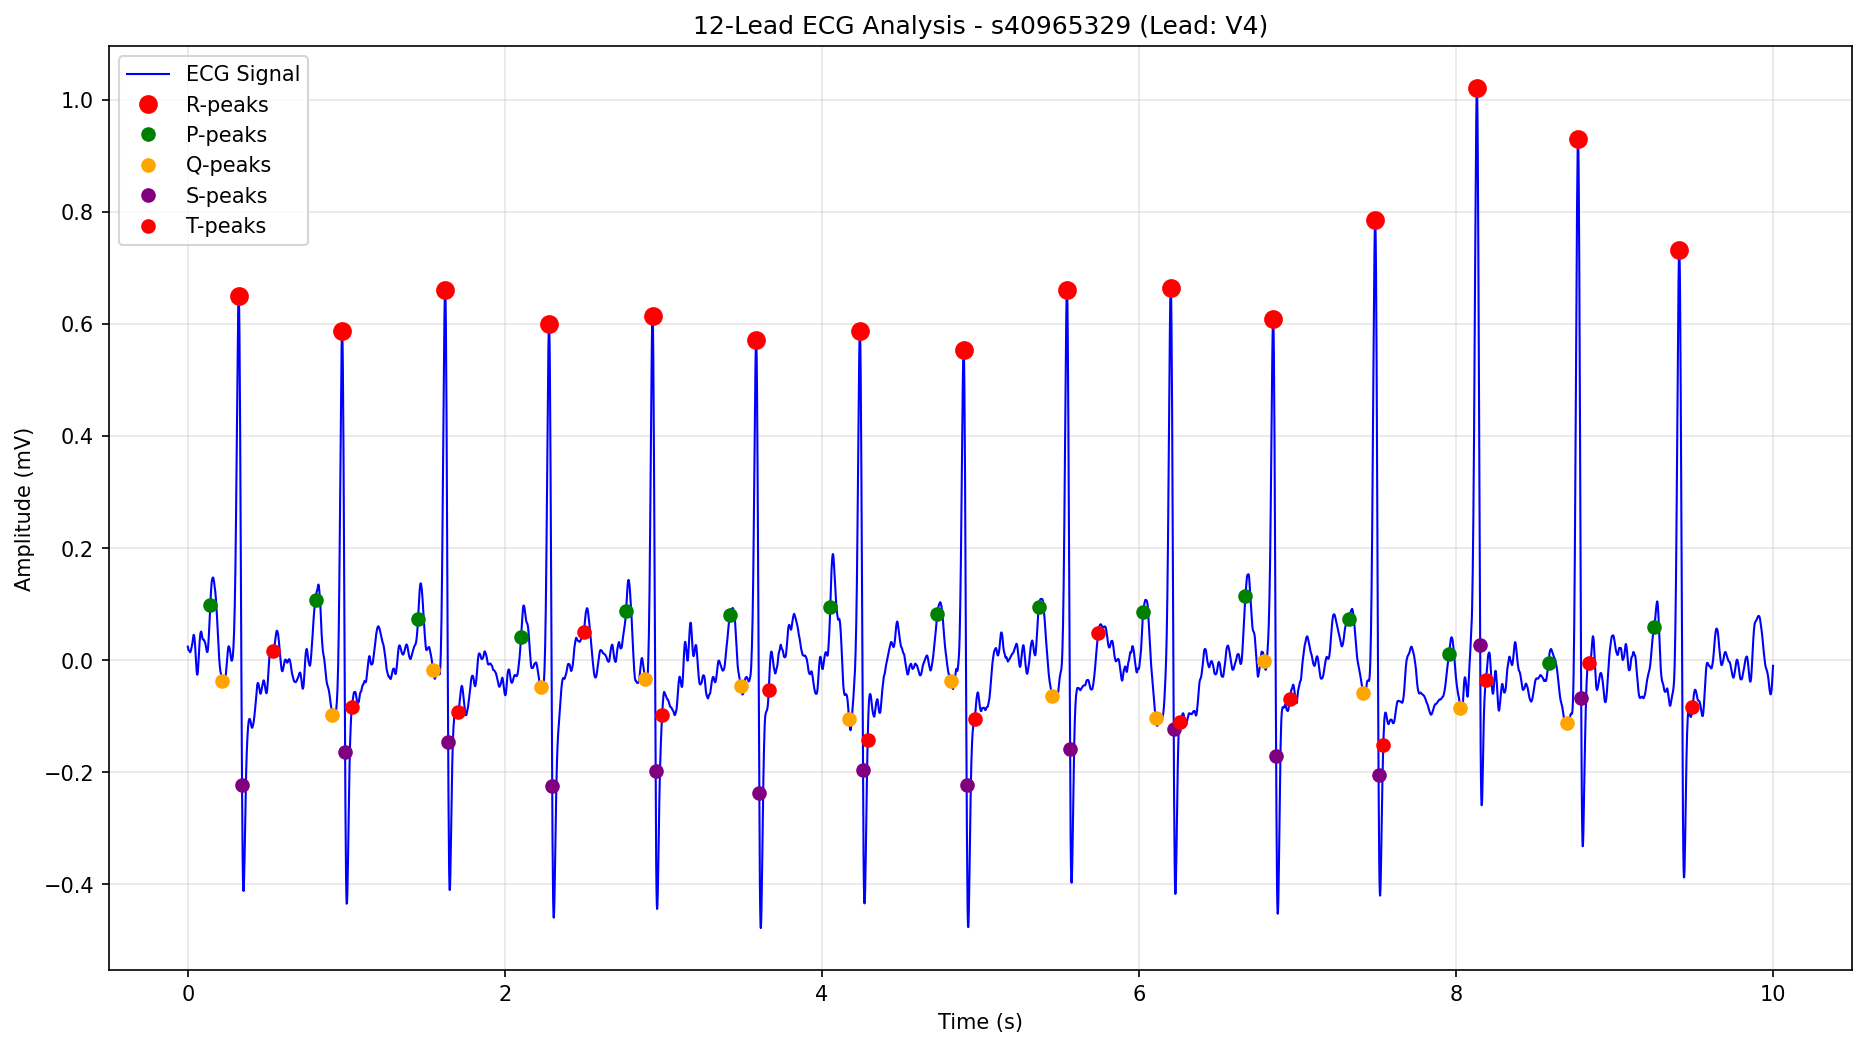 12-Lead ECG Analysis - s40965329 (Lead: V4)
ECG Signal
R-peaks
P-peaks
Q-peaks
S-peaks
T-peaks
Amplitude (mV)
1.0
0.8
0.6
0.4
0.2
0.0
−0.2
−0.4
0 2 4 6 8 10
Time (s)